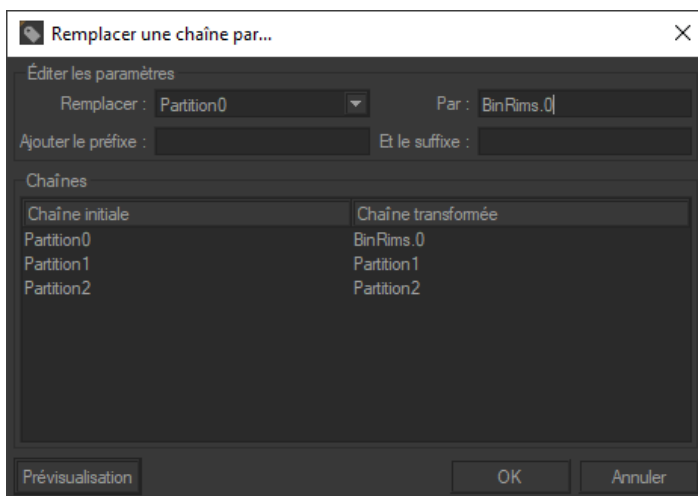 Remplacer une chaîne par...
Éditer les paramètres
Remplacer : Partition0 Par : BinRims.0
Ajouter le préfixe : Et le suffixe :
Chaînes
Chaîne initiale Chaîne transformée
Partition0 BinRims.0
Partition1 Partition1
Partition2 Partition2
Prévisualisation OK Annuler